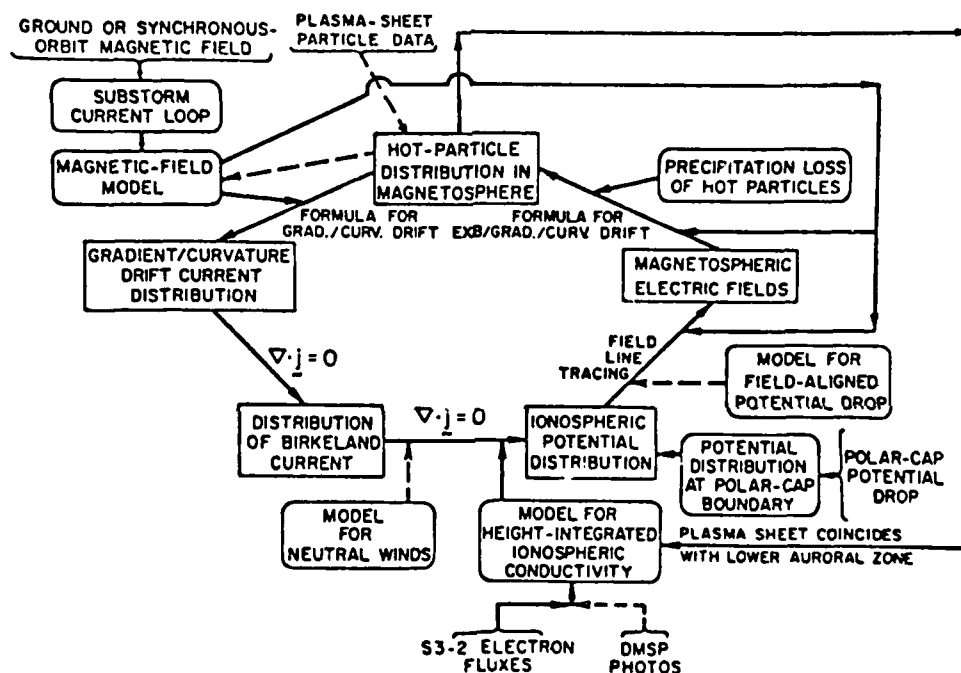 GROUND OR SYNCHRONOUS-
ORBIT MAGNETIC FIELD
PLASMA-SHEET
PARTICLE DATA
SUBSTORM
CURRENT LOOP
MAGNETIC-FIELD
MODEL
HOT-PARTICLE
DISTRIBUTION IN
MAGNETOSPHERE
PRECIPITATION LOSS
OF HOT PARTICLES
FORMULA FOR
GRAD./CURV. DRIFT
FORMULA FOR
EXB/GRAD./CURV. DRIFT
GRADIENT/CURVATURE
DRIFT CURRENT
DISTRIBUTION
MAGNETOSPHERIC
ELECTRIC FIELDS
∇·j=0
FIELD
LINE
TRACING
MODEL FOR
FIELD-ALIGNED
POTENTIAL DROP
DISTRIBUTION
OF BIRKELAND
CURRENT
∇·j=0
IONOSPHERIC
POTENTIAL
DISTRIBUTION
POTENTIAL
DISTRIBUTION
AT POLAR-CAP
BOUNDARY
POLAR-CAP
POTENTIAL
DROP
MODEL
FOR
NEUTRAL WINDS
MODEL FOR
HEIGHT-INTEGRATED
IONOSPHERIC
CONDUCTIVITY
PLASMA SHEET COINCIDES
WITH LOWER AURORAL ZONE
S3-2 ELECTRON
FLUXES
DMSP
PHOTOS